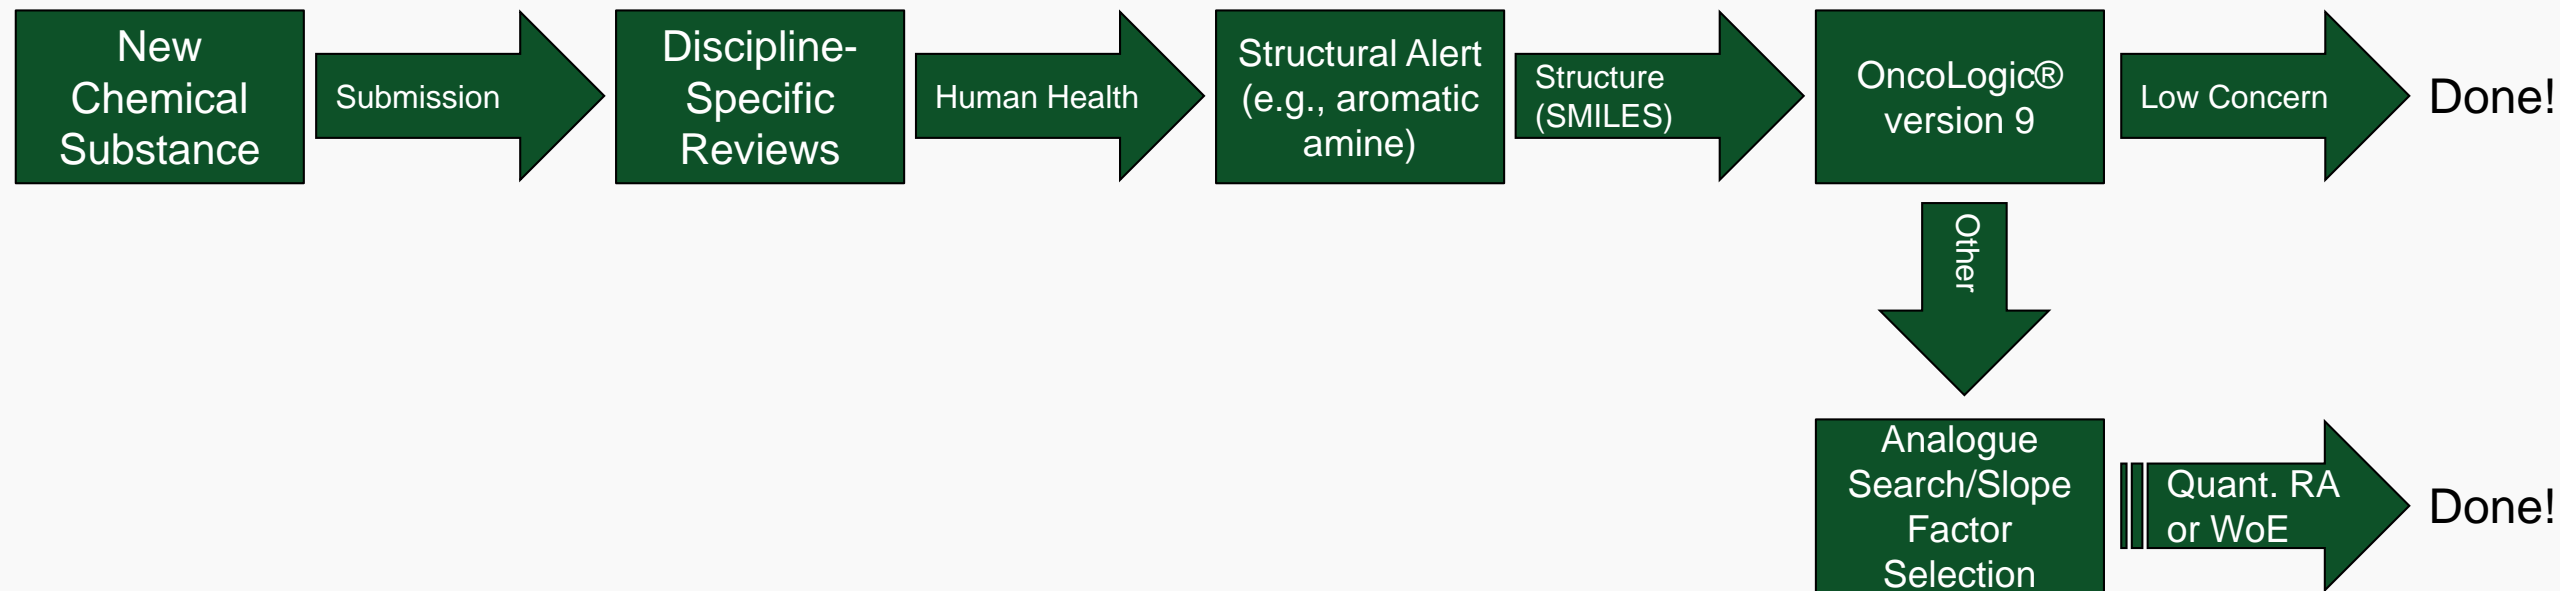 New
Chemical
Substance
Submission
Discipline-
Specific
Reviews
Human Health
Structural Alert
(e.g., aromatic
amine)
Structure
(SMILES)
OncoLogic®
version 9
Low Concern
Done!
Other
Analogue
Search/Slope
Factor
Selection
Quant. RA
or WoE
Done!